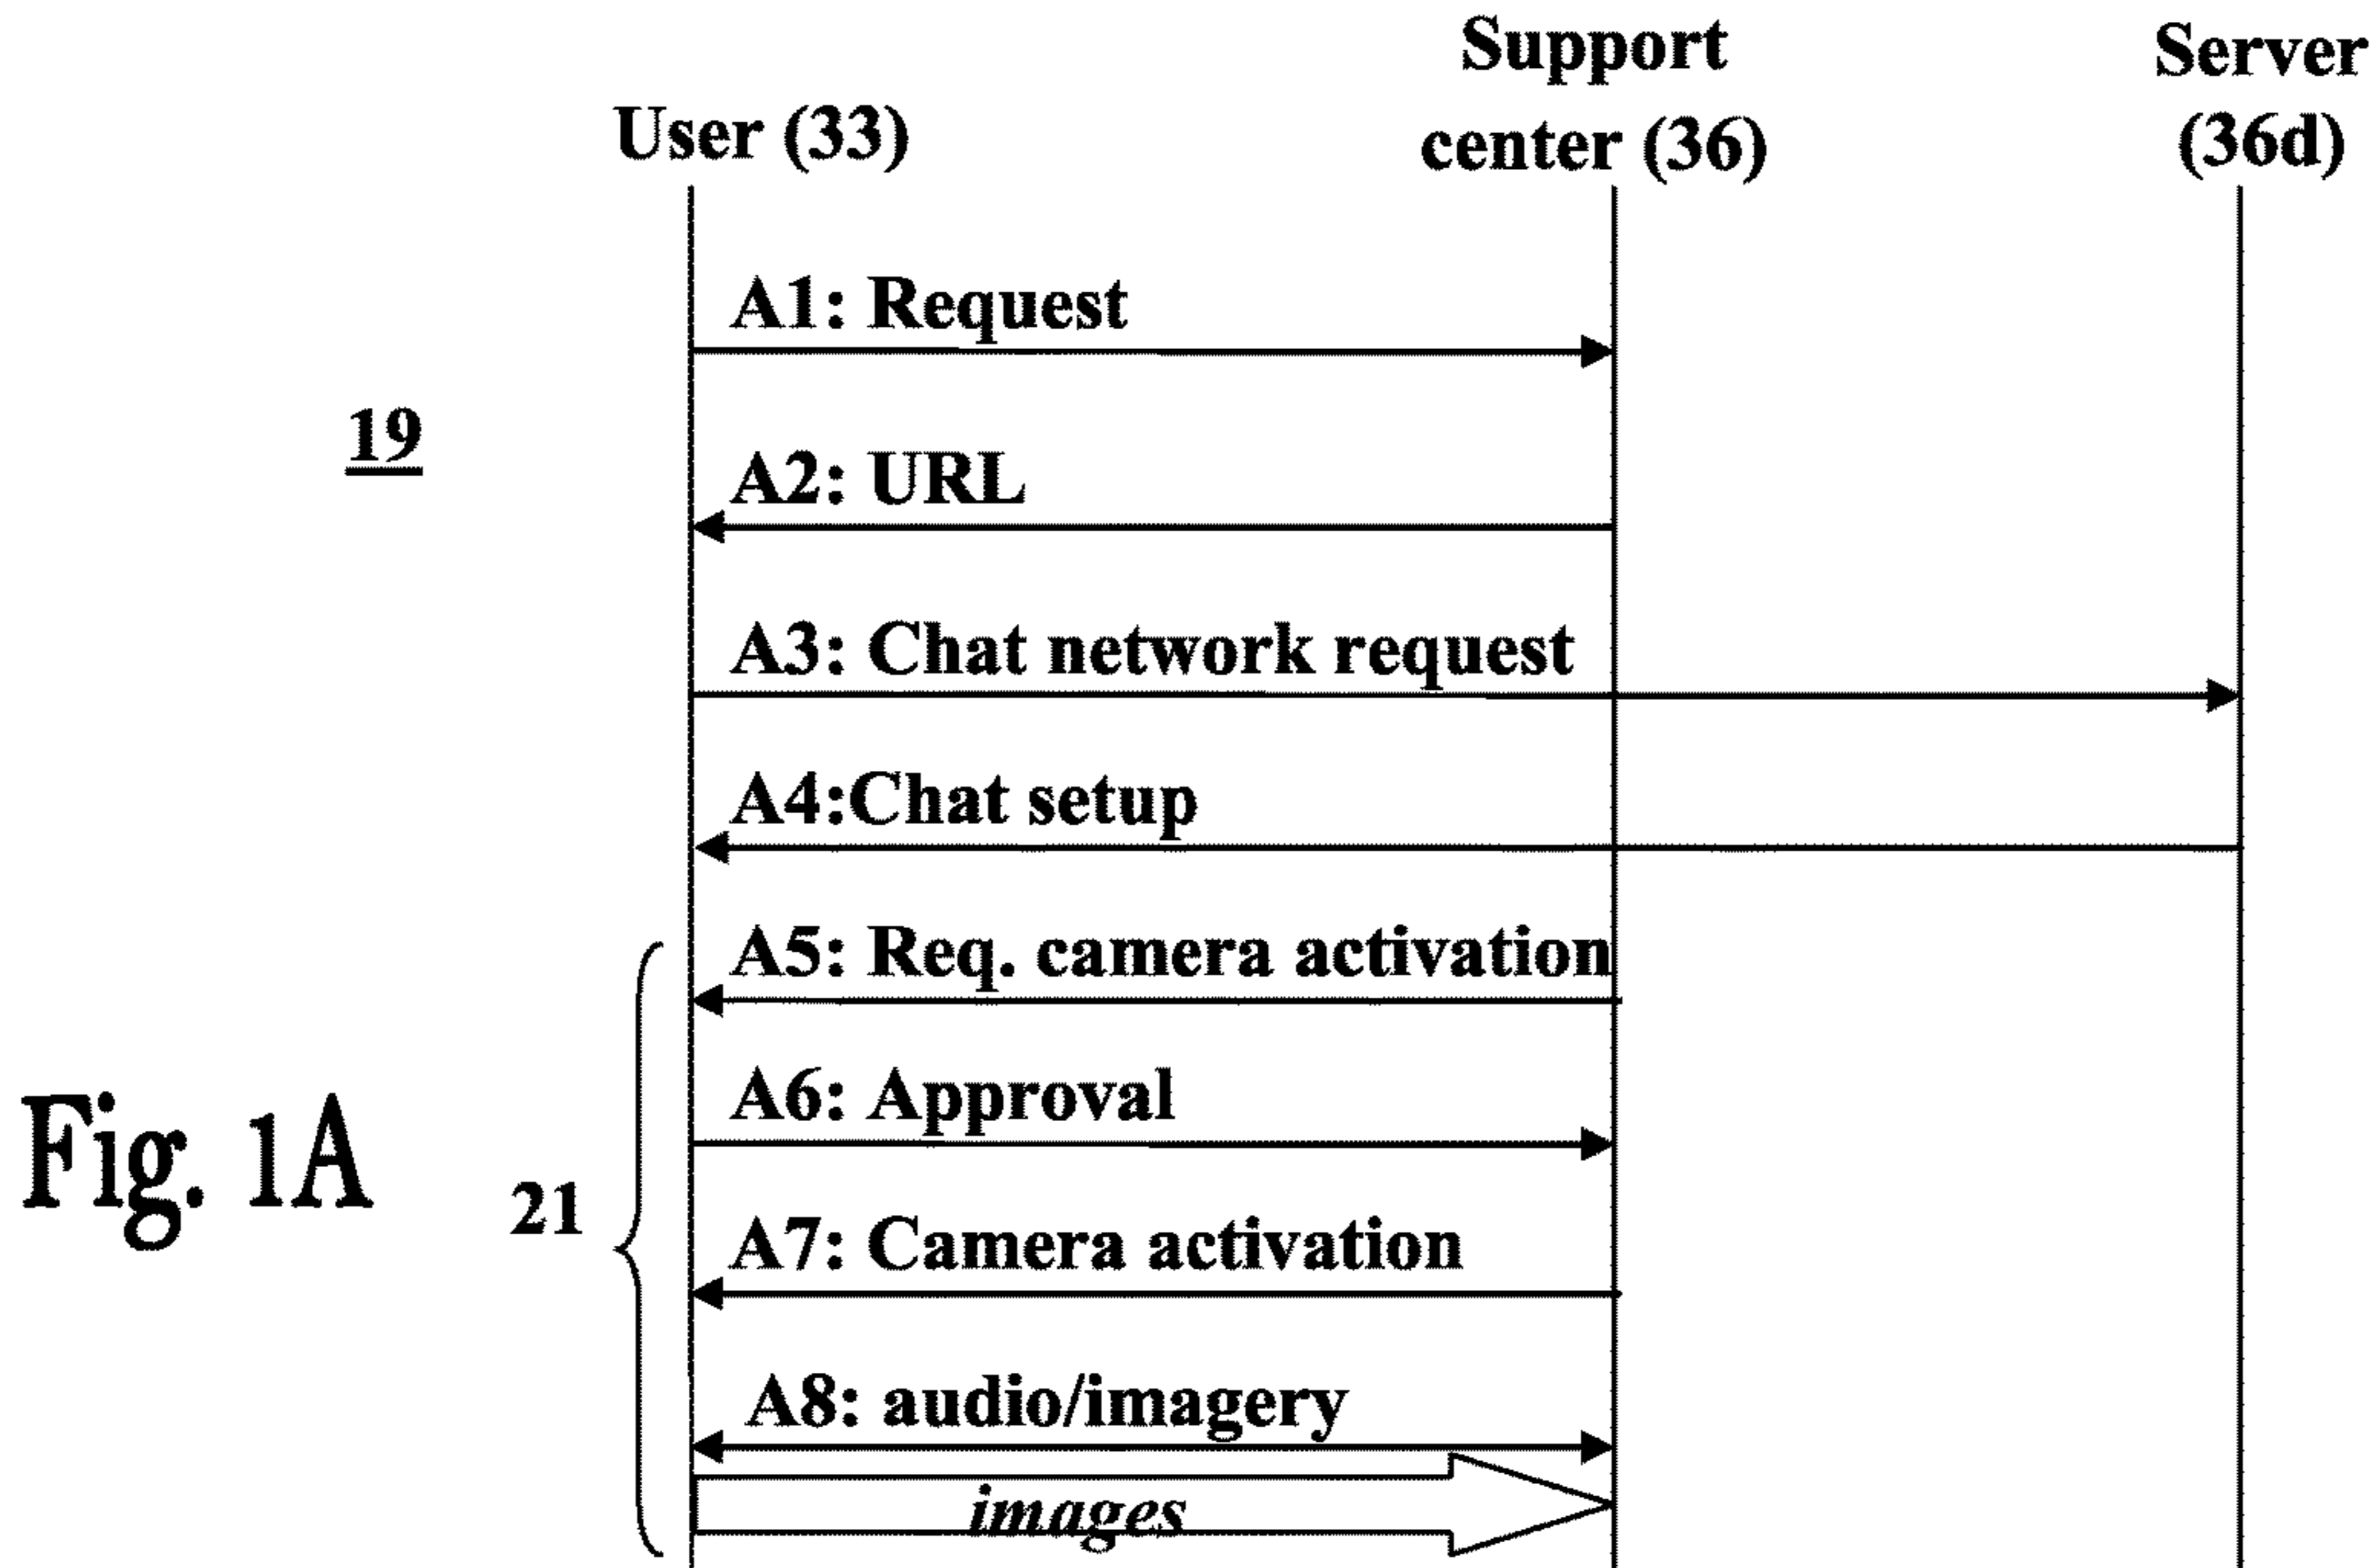 Support
Server
User (33)
center (36)
(36d)
A1: Request
19
A2: URL
A3: Chat network request
A4:Chat setup
A5: Req. camera activation
A6: Approval
Fig. 1A
21
A7: Camera activation
A8: audio/imagery
images